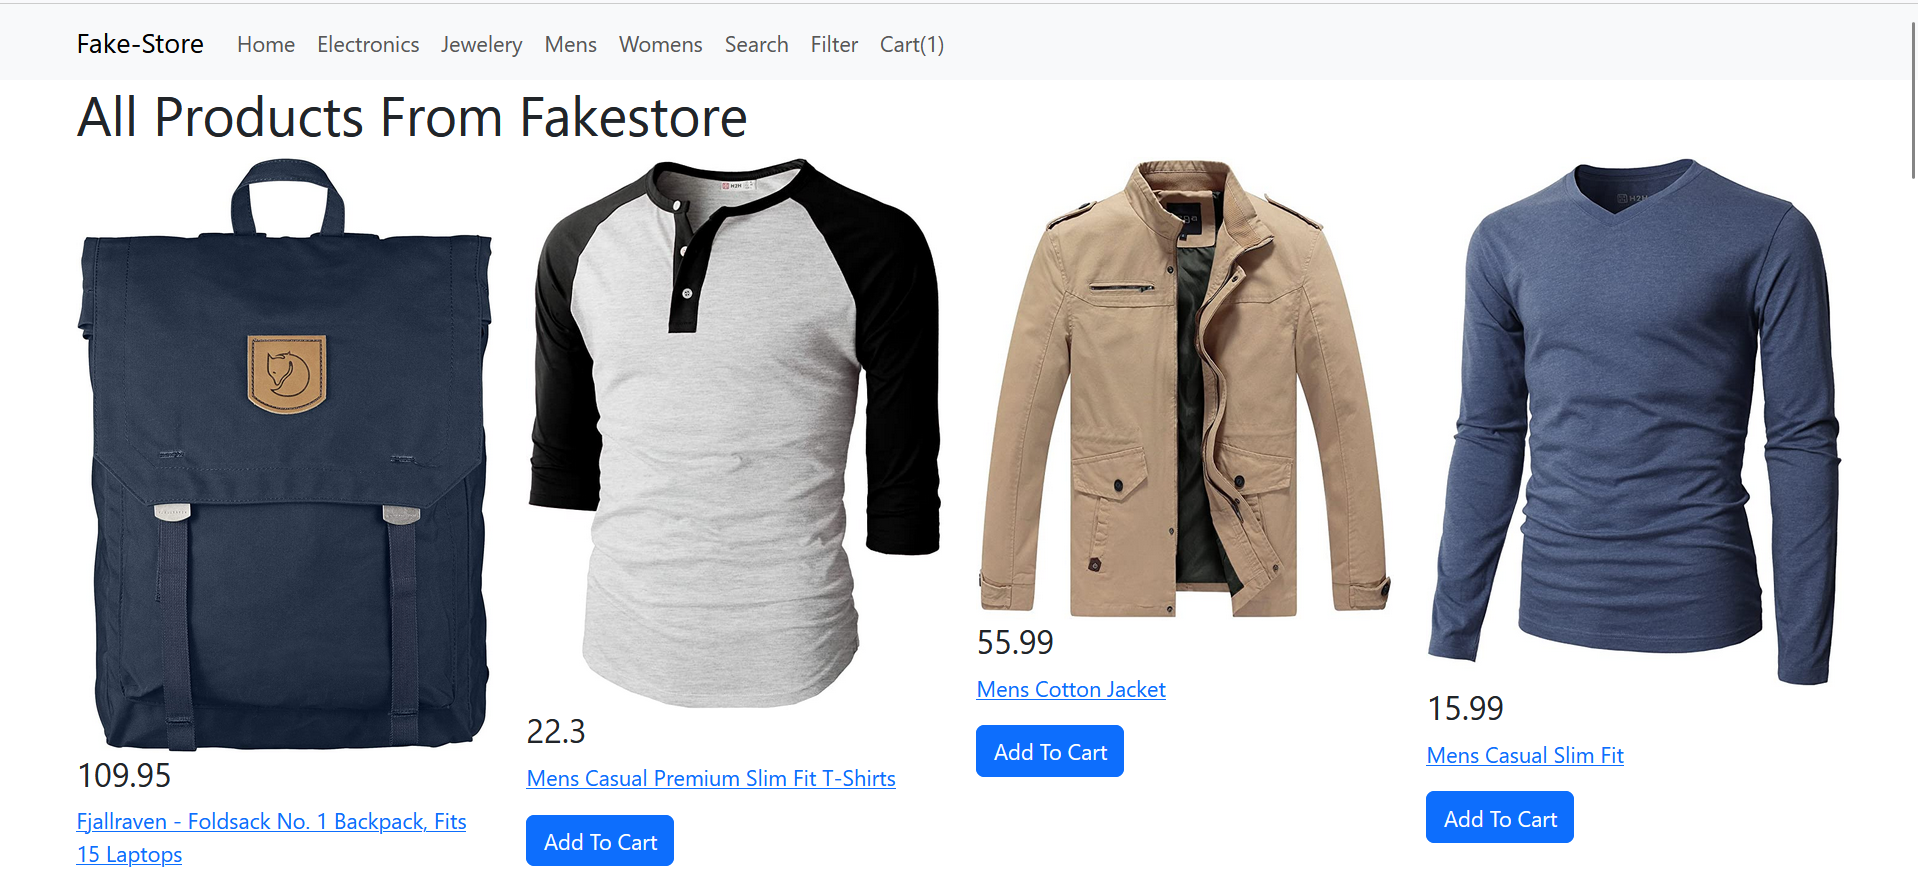 Fake-Store Home Electronics Jewelery Mens Womens Search Filter Cart(1)
All Products From Fakestore
109.95
Fjallraven - Foldsack No. 1 Backpack, Fits
15 Laptops
H2H
22.3
Mens Casual Premium Slim Fit T-Shirts
Add To Cart
55.99
Mens Cotton Jacket
Add To Cart
H2H
15.99
Mens Casual Slim Fit
Add To Cart